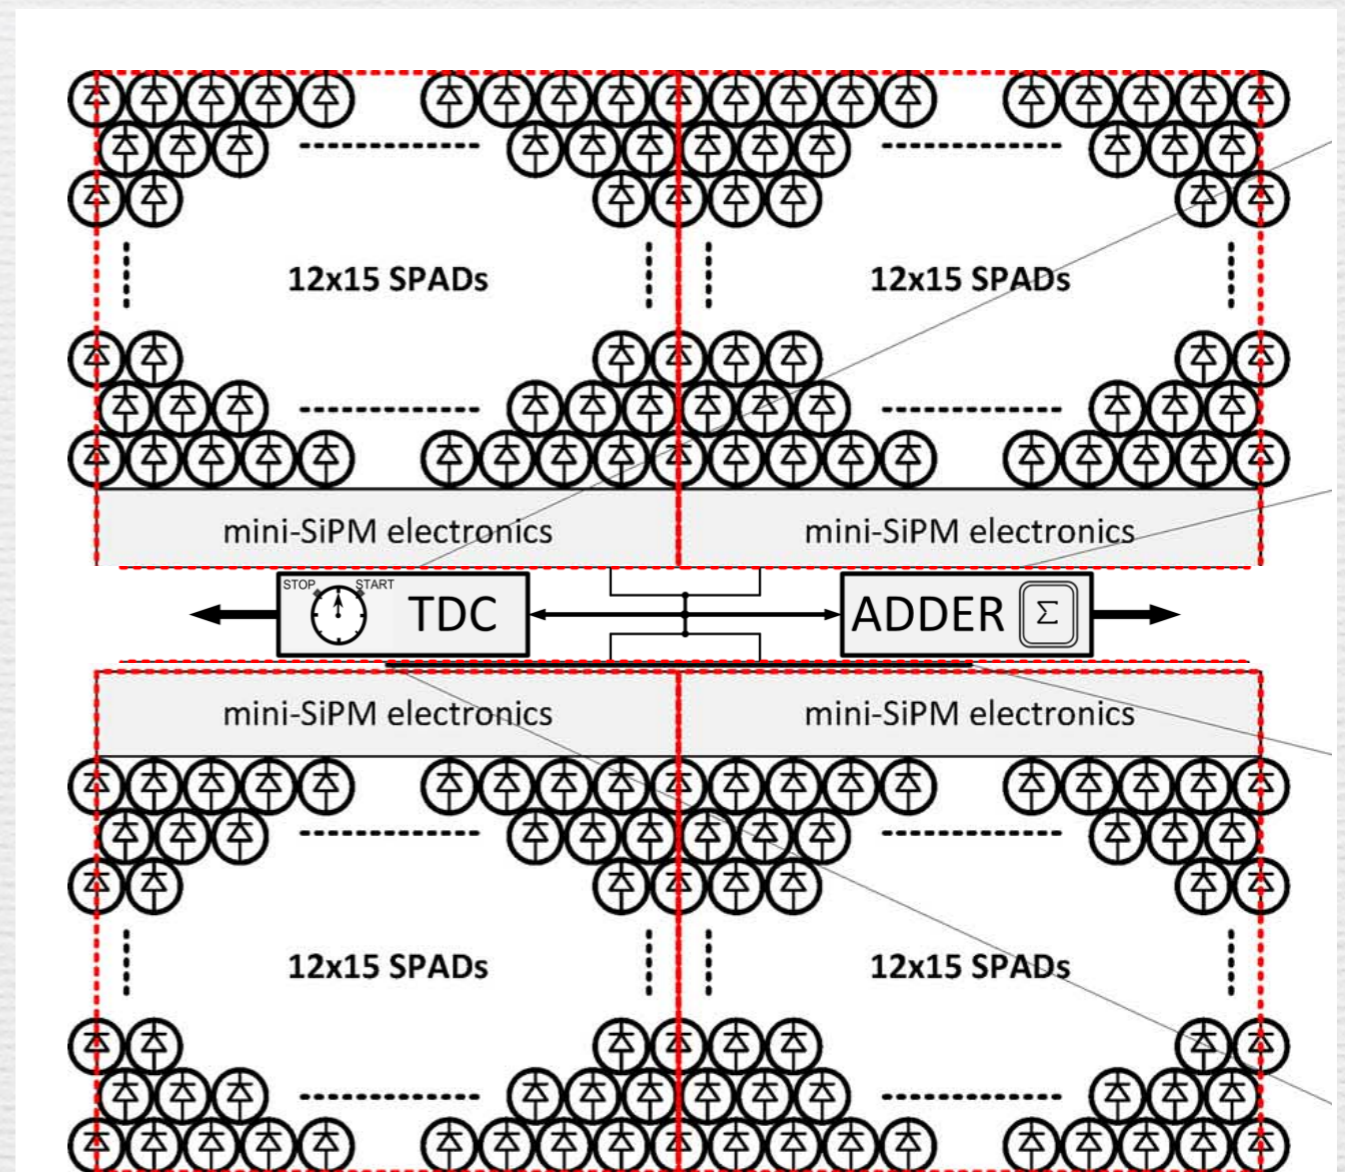 12x15 SPADs 12x15 SPADs
mini-SiPM electronics mini-SiPM electronics
STOP START
TDC ADDER Σ
mini-SiPM electronics mini-SiPM electronics
12x15 SPADs 12x15 SPADs